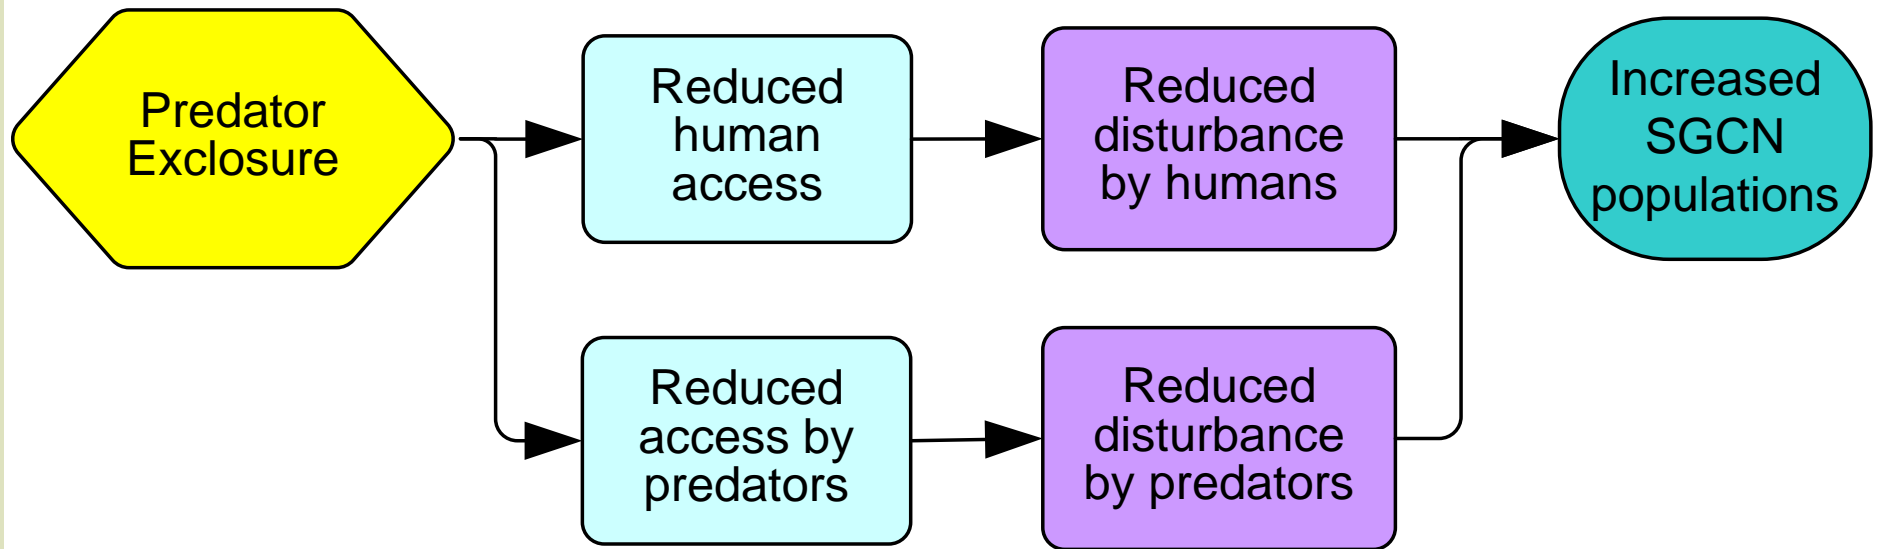 Predator
Exclosure
Reduced
human
access
Reduced
disturbance
by humans
Increased
SGCN
populations
Reduced
access by
predators
Reduced
disturbance
by predators